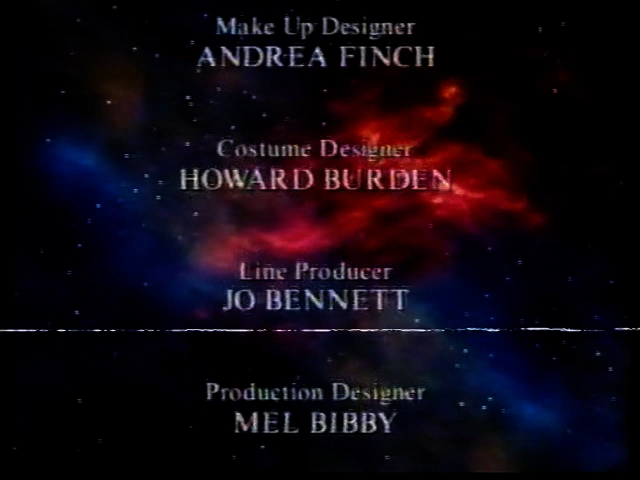 Make Up Designer
ANDREA FINCH
Costume Designer
HOWARD BURDEN
Line Producer
JO BENNETT
Production Designer
MEL BIBBY